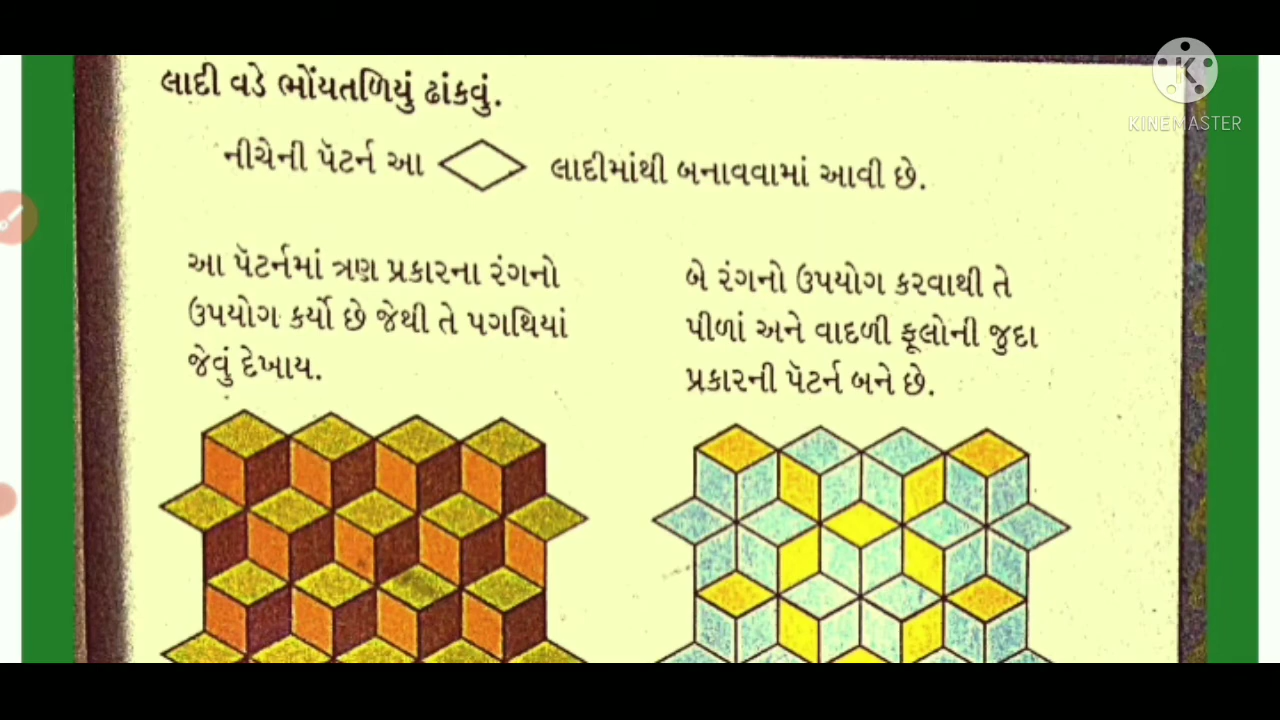 લાદી વડે ભોંયતળિયું ઢાંકવું.
KINEMASTER
નીચેની પૅટર્ન આ લાદીમાંથી બનાવવામાં આવી છે.
આ પૅટર્નમાં ત્રણ પ્રકારના રંગનો
ઉપયોગ કર્યો છે જેથી તે પગથિયાં
જેવું દેખાય.
બે રંગનો ઉપયોગ કરવાથી તે
પીળાં અને વાદળી ફૂલોની જુદા
પ્રકારની પૅટર્ન બને છે.